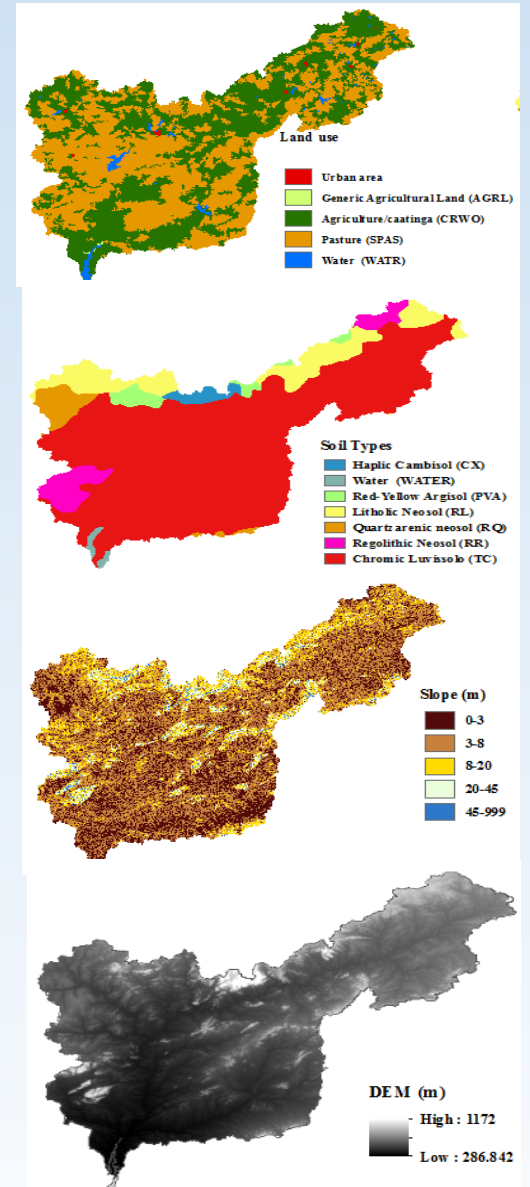 Land use
Urban area
Generic Agricultural Land (AGRL)
Agriculture/caatinga (CRWO)
Pasture (SPAS)
Water (WATR)
Soil Types
Haplic Cambisol (CX)
Water (WATER)
Red-Yellow Argisol (PVA)
Litholic Neosol (RL)
Quartzarenic neosol (RQ)
Regolithic Neosol (RR)
Chromic Luvissolo (TC)
Slope (m)
0-3
3-8
8-20
20-45
45-999
DEM (m)
High : 1172
Low : 286.842